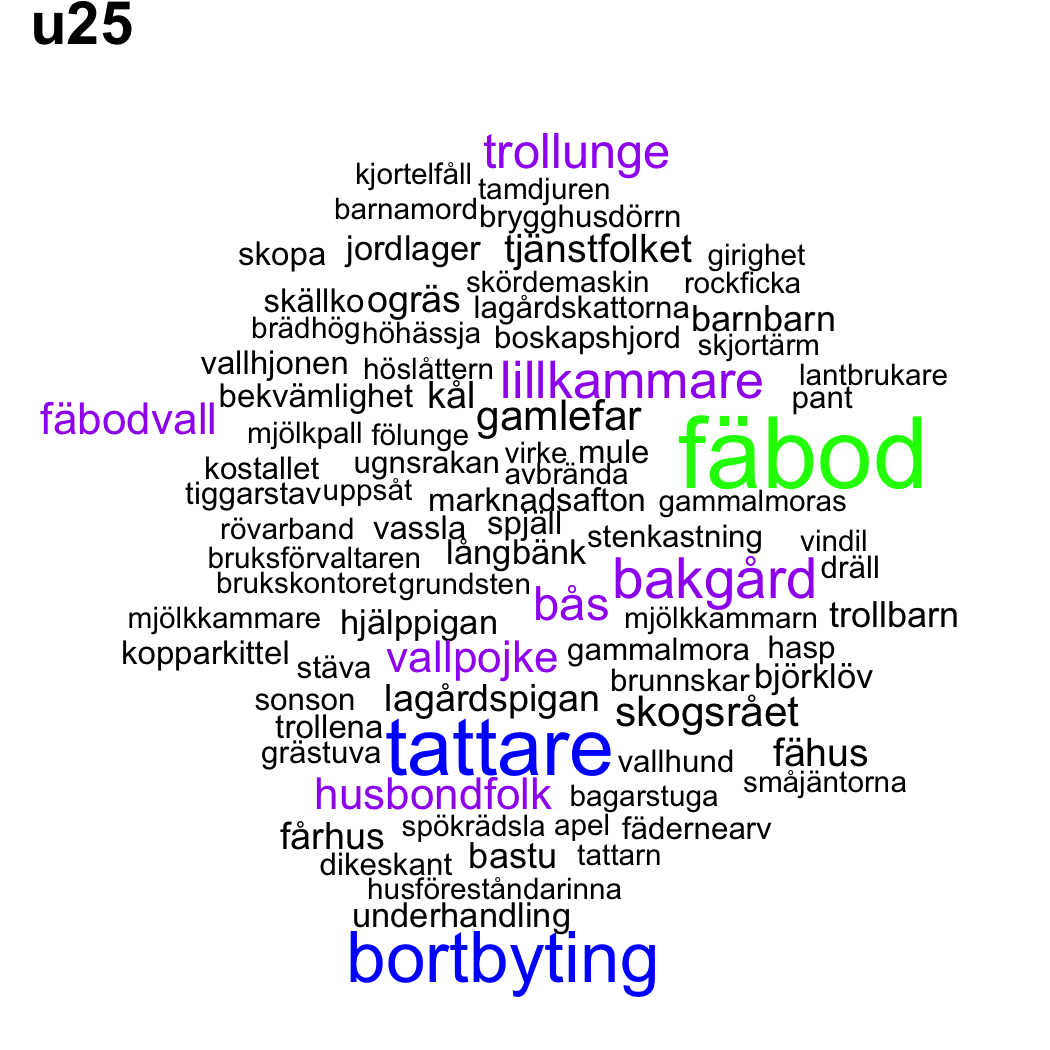 u25
trollunge
kjortelfåll tamdjuren
barnamord brygghusdörrn
skopa jordlager tjänstfolket girighet
skördemaskin rockficka
skällko ogräs lagårdskattorna barnbarn
brädhög höhässja boskapshjord skjortärm
vallhjonen höslåttern lillkammare lantbrukare
bekvämlighet kål pant
fäbodvall gamlefar
mjölkpall fölunge virke mule fäbod
kostallet ugnsrakan avbrända
tiggarstav uppsåt marknadsafton gammalmoras
rövarband vassla spjäll stenkastning vindil
bruksförvaltaren långbänk dräll
brukskontoret grundsten bås bakgård
mjölkkammare hjälppigan mjölkkammarn trollbarn
kopparkittel stäva vallpojke gammalmora hasp
brunnskar björklöv
sonson lagårdspigan skogsrået
trollena
grästuva tattare vallhund fähus
småjäntorna
husbondfolk bagarstuga
fårhus spökrädsla apel fädernearv
dikeskant bastu tattarn
husföreståndarinna
underhandling
bortbyting